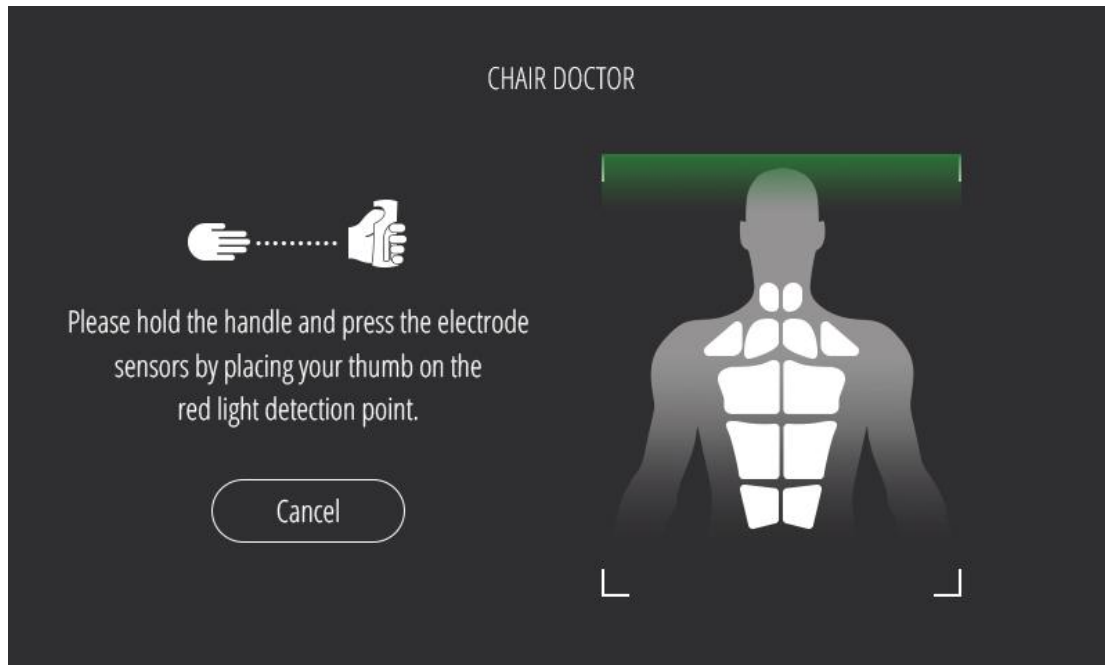 CHAIR DOCTOR
Please hold the handle and press the electrode
sensors by placing your thumb on the
red light detection point.
Cancel